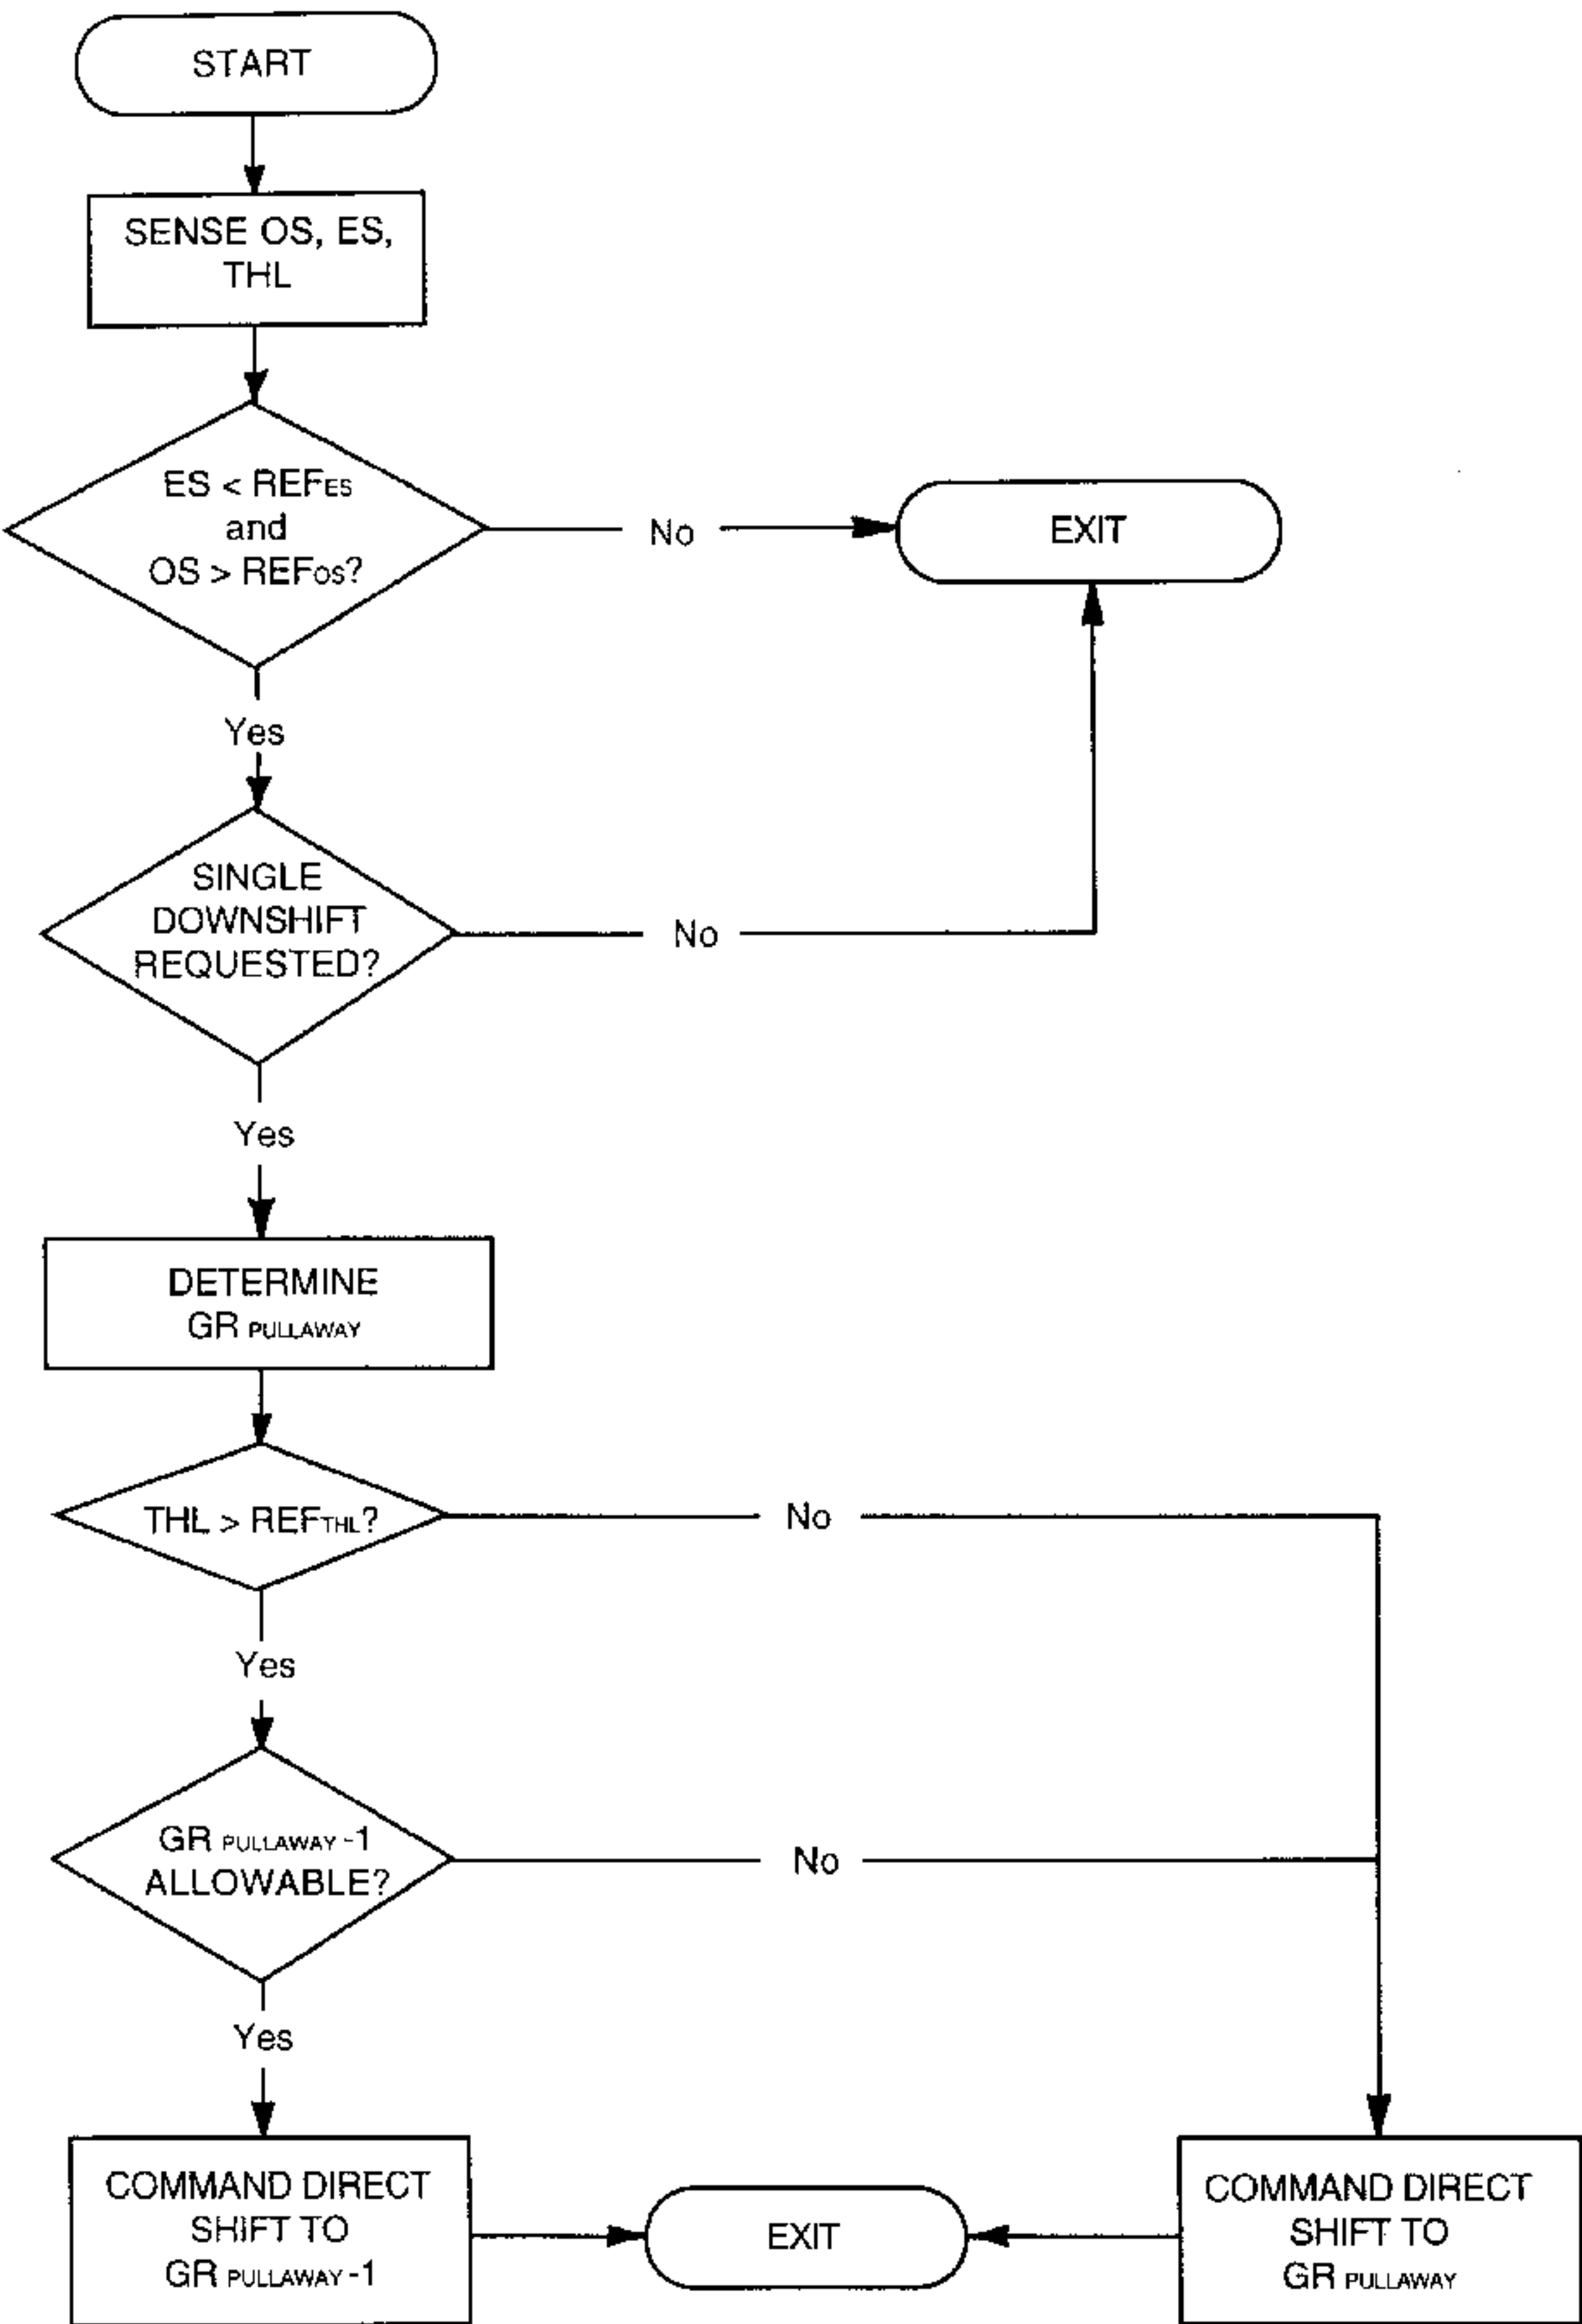 START
SENSE OS, ES,
THL
ES < REFES
and
OS > REFOS?
No
EXIT
Yes
SINGLE
DOWNSHIFT
REQUESTED?
No
Yes
DETERMINE
GR PULLAWAY
THL > REFTHL?
No
Yes
GR PULLAWAY -1
ALLOWABLE?
No
Yes
COMMAND DIRECT
SHIFT TO
GR PULLAWAY -1
EXIT
COMMAND DIRECT
SHIFT TO
GR PULLAWAY